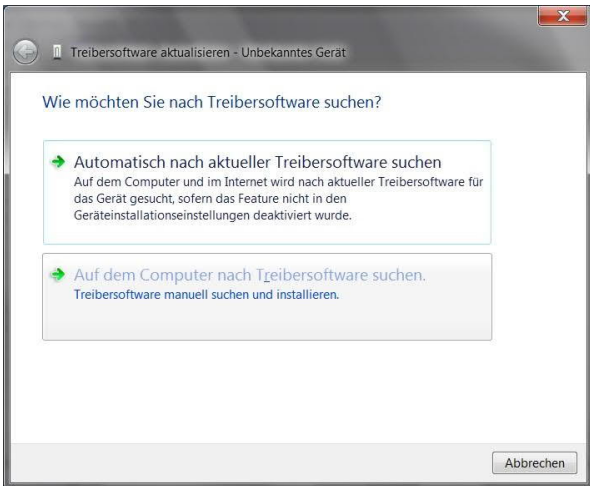 Treibersoftware aktualisieren - Unbekanntes Gerät
Wie möchten Sie nach Treibersoftware suchen?
Automatisch nach aktueller Treibersoftware suchen
Auf dem Computer und im Internet wird nach aktueller Treibersoftware für
das Gerät gesucht, sofern das Feature nicht in den
Geräteinstallationseinstellungen deaktiviert wurde.
Auf dem Computer nach Treibersoftware suchen.
Treibersoftware manuell suchen und installieren.
Abbrechen